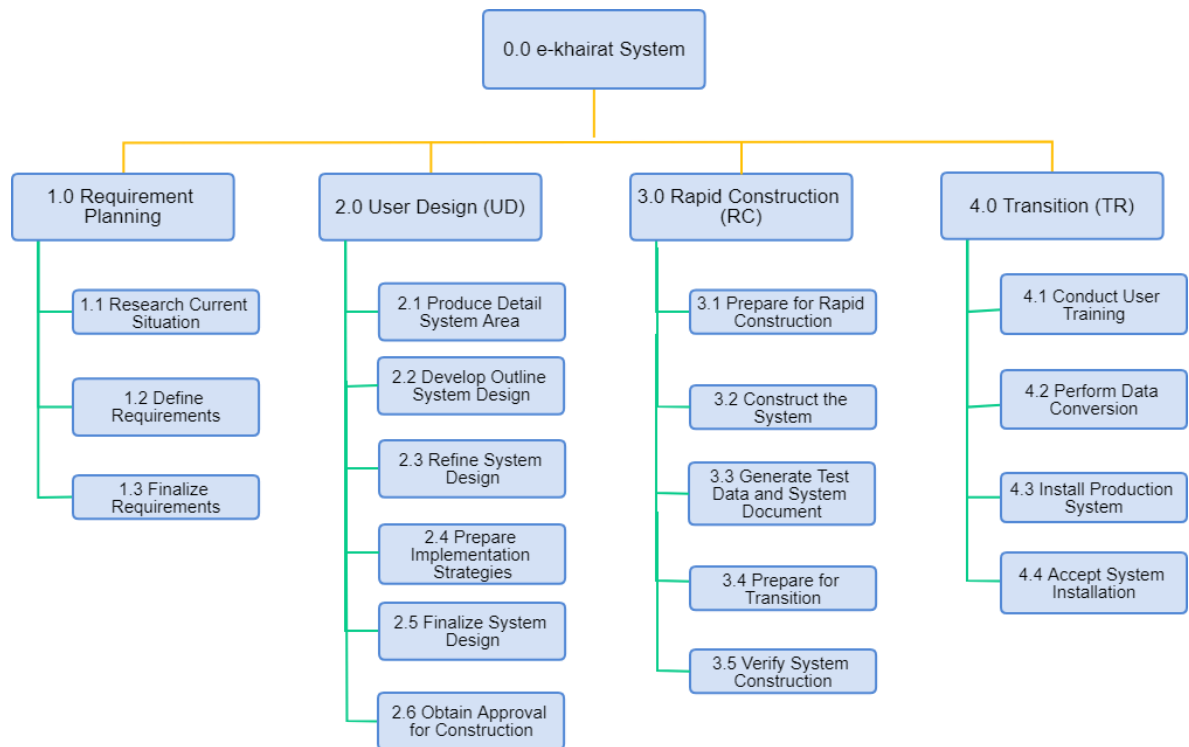 0.0 e-khairat System
1.0 Requirement
Planning
1.1 Research Current
Situation
1.2 Define
Requirements
1.3 Finalize
Requirements
2.0 User Design (UD)
2.1 Produce Detail
System Area
2.2 Develop Outline
System Design
2.3 Refine System
Design
2.4 Prepare
Implementation
Strategies
2.5 Finalize System
Design
2.6 Obtain Approval
for Construction
3.0 Rapid Construction
(RC)
3.1 Prepare for Rapid
Construction
3.2 Construct the
System
3.3 Generate Test
Data and System
Document
3.4 Prepare for
Transition
3.5 Verify System
Construction
4.0 Transition (TR)
4.1 Conduct User
Training
4.2 Perform Data
Conversion
4.3 Install Production
System
4.4 Accept System
Installation